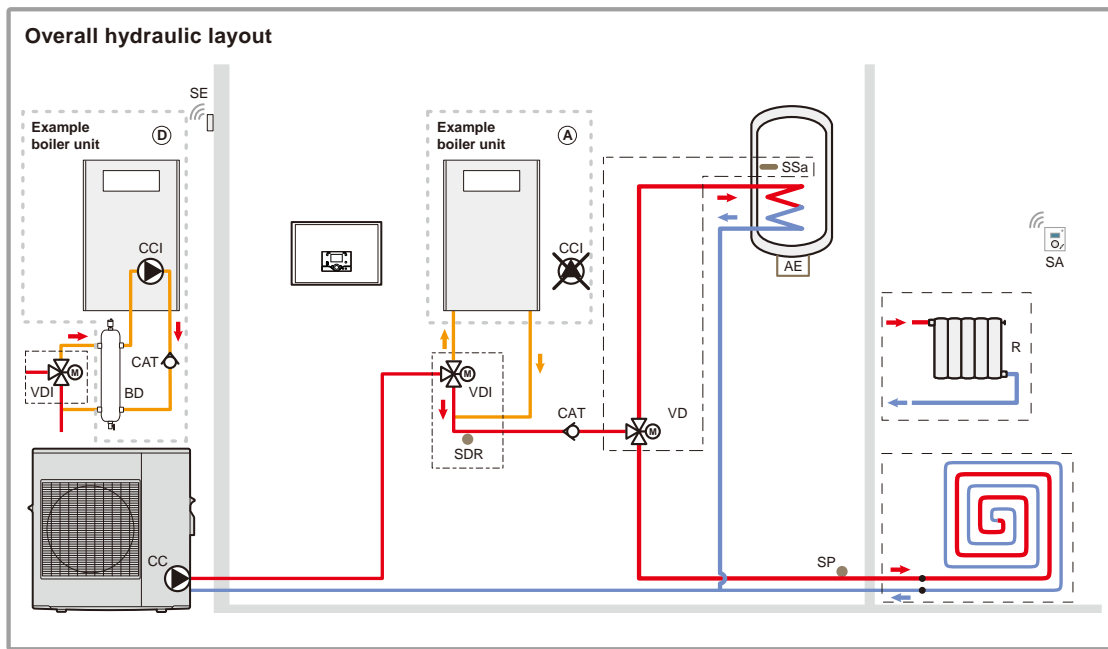 Overall hydraulic layout
SE
Example
boiler unit
D
CCI
CAT
VDI
M
BD
CC
Example
boiler unit
A
CCI
VDI
M
SDR
CAT
VD
M
SSa
AE
SP
SA
R